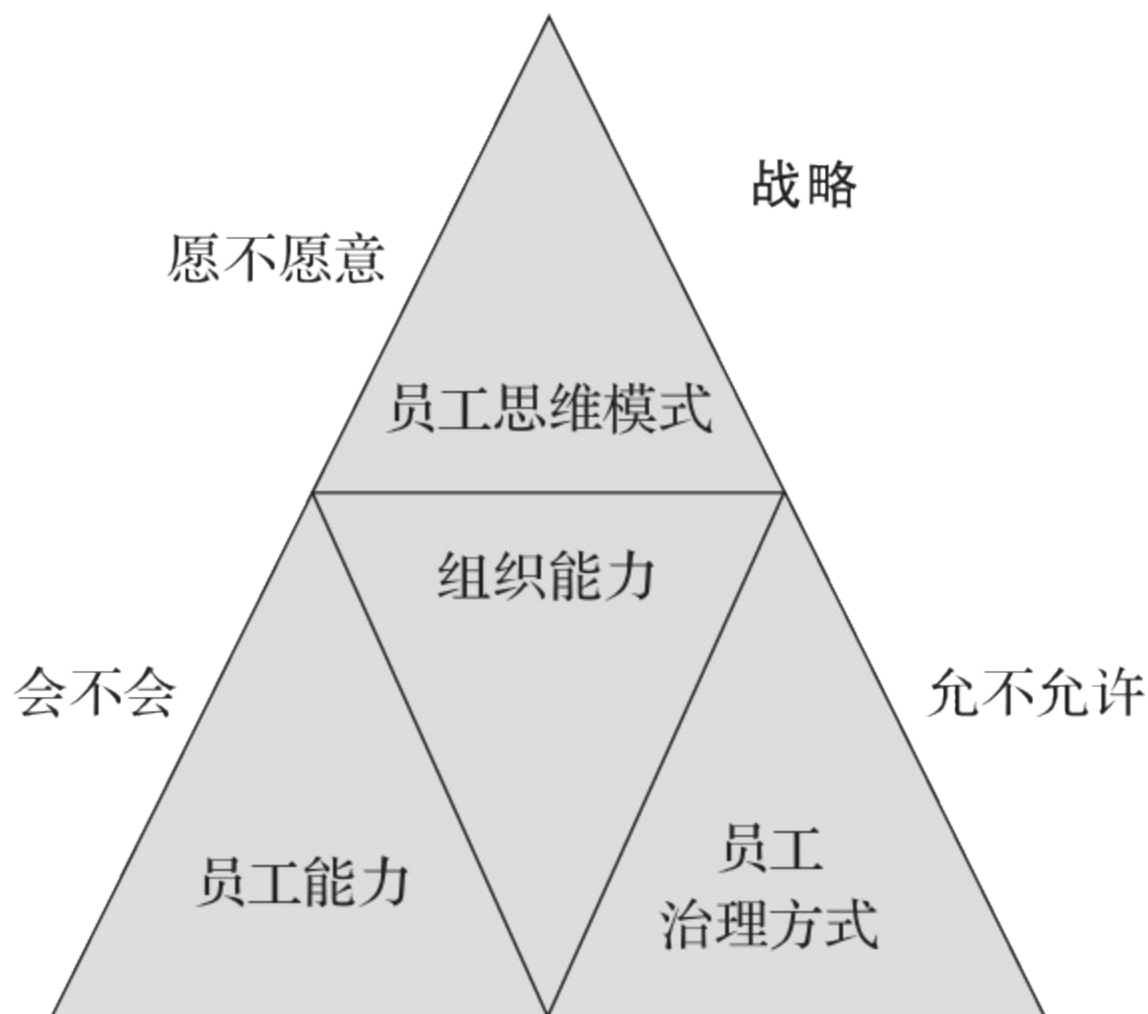 战略
愿不愿意
员工思维模式
组织能力
会不会
允不允许
员工
治理方式
员工能力